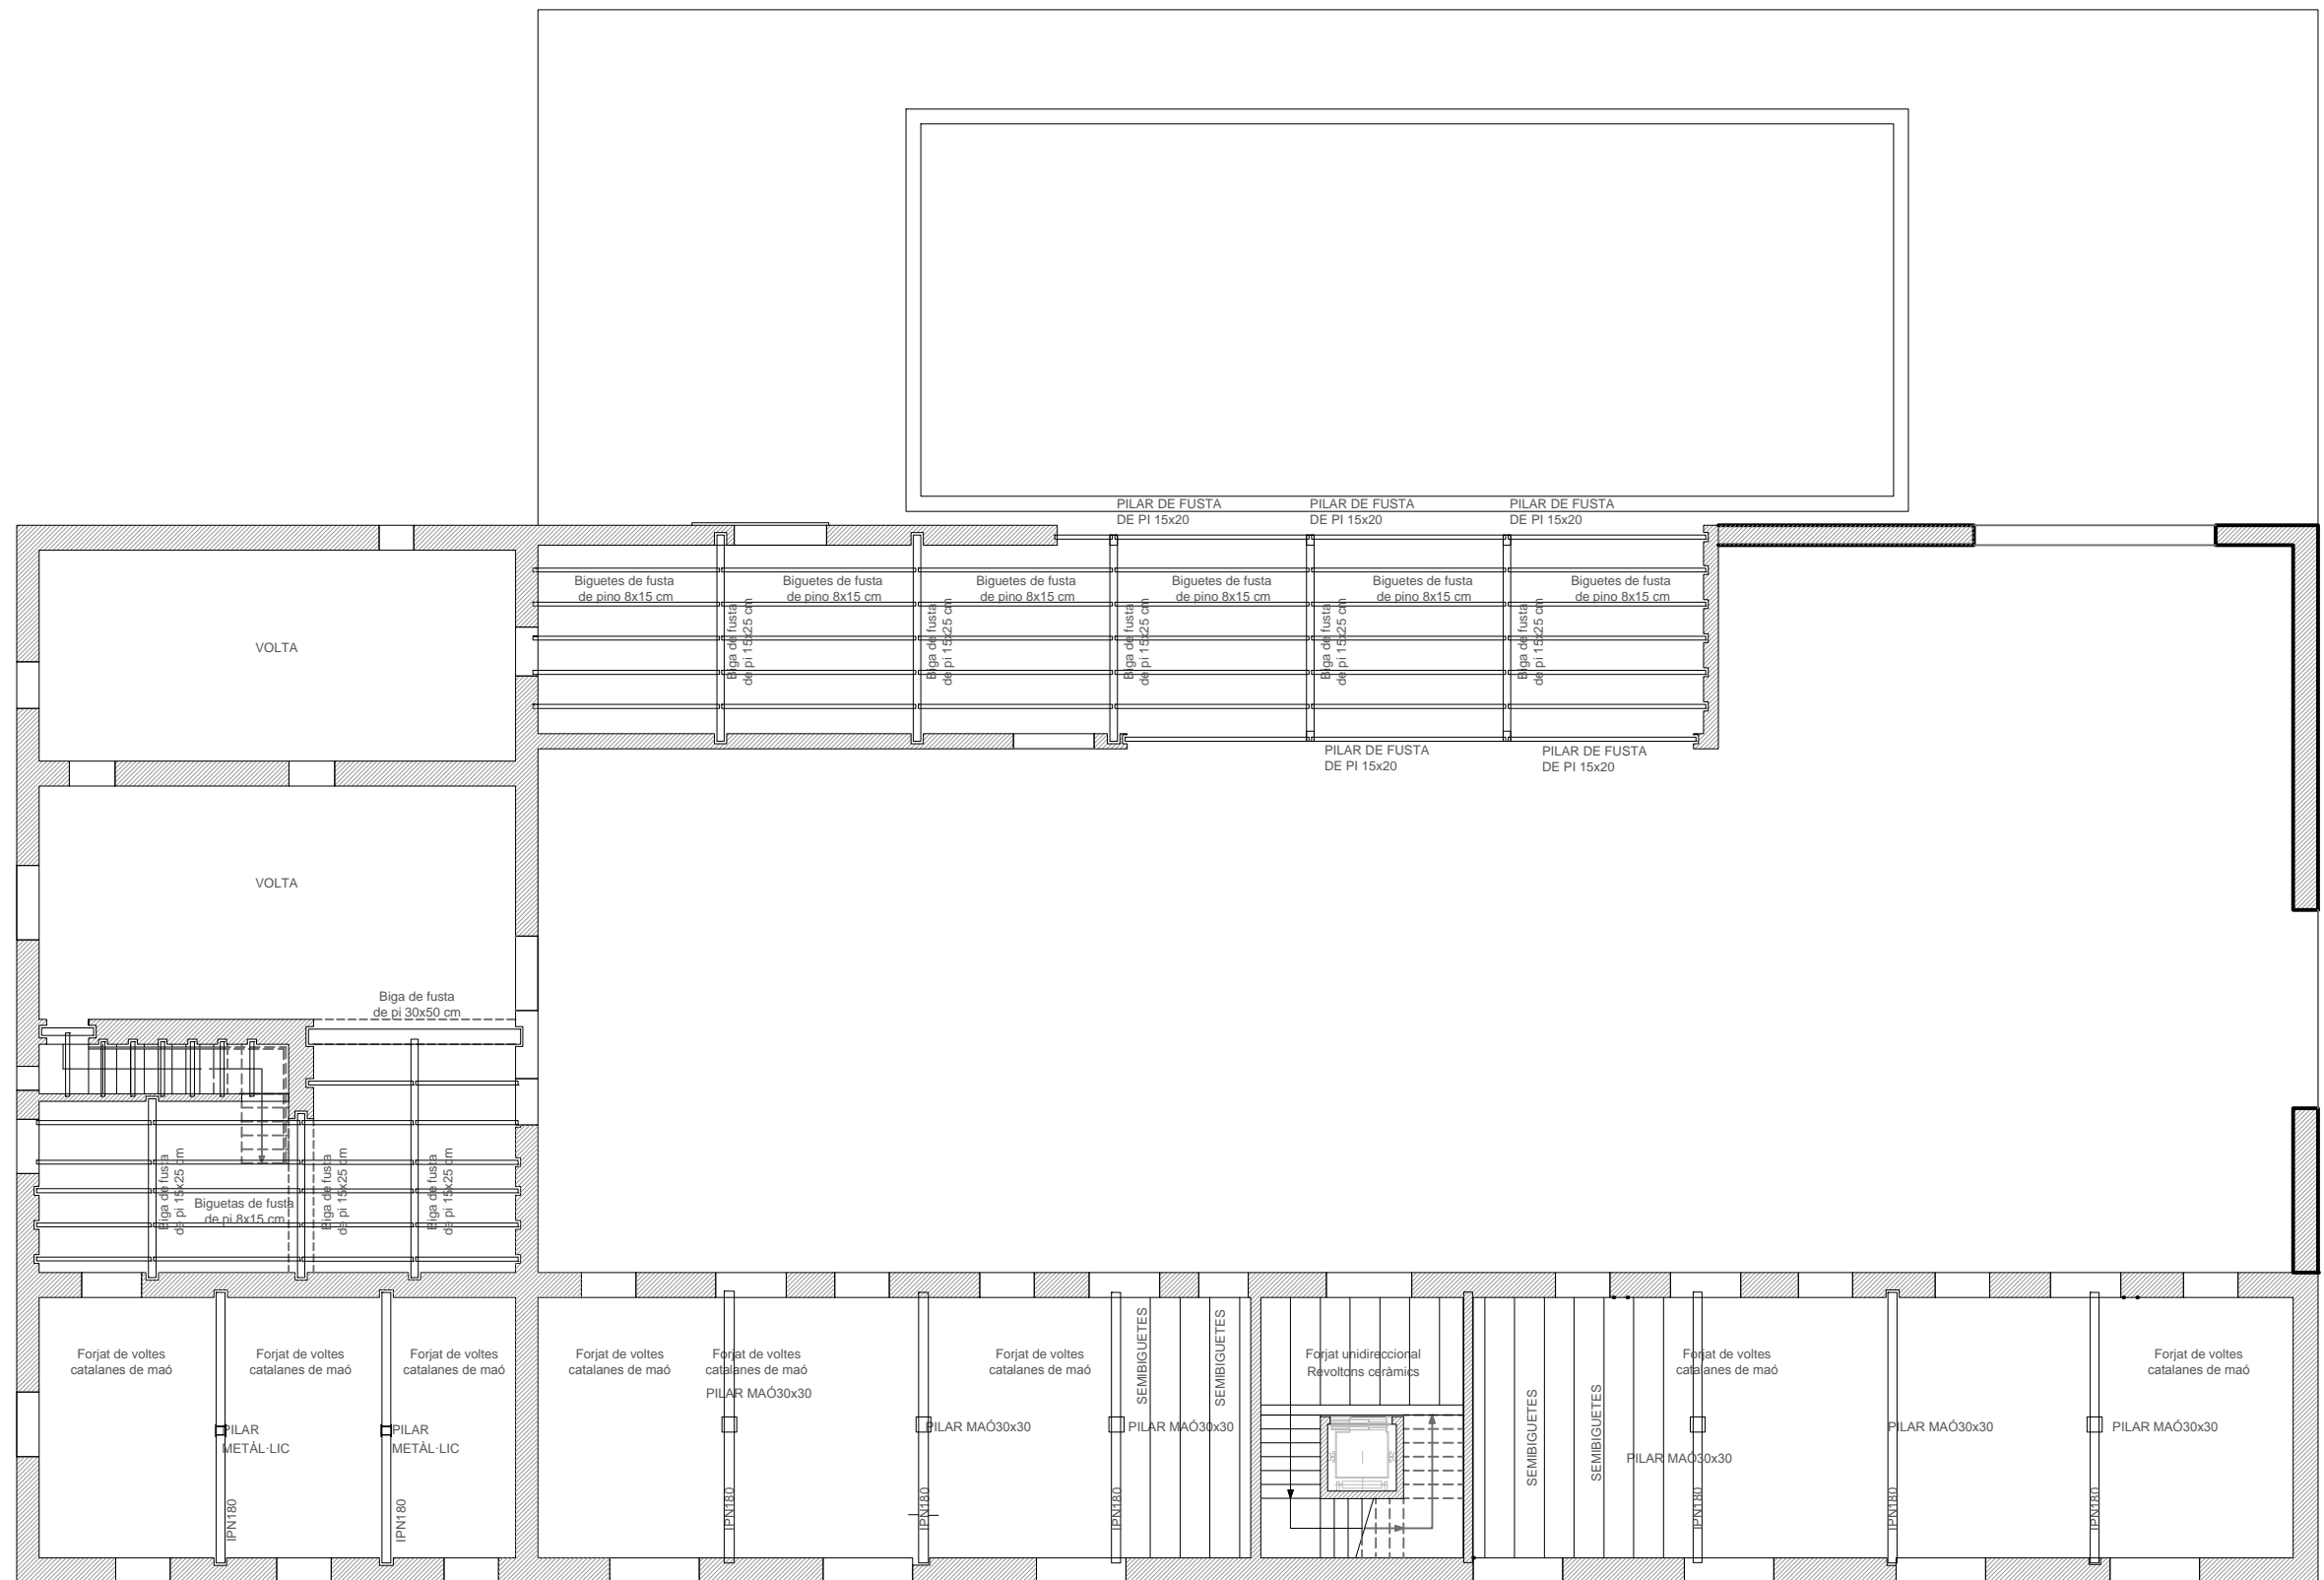 PILAR DE FUSTA
DE PI 15x20
PILAR DE FUSTA
DE PI 15x20
PILAR DE FUSTA
DE PI 15x20
Biguetes de fusta
de pino 8x15 cm
Biguetes de fusta
de pino 8x15 cm
Biguetes de fusta
de pino 8x15 cm
Biguetes de fusta
de pino 8x15 cm
Biguetes de fusta
de pino 8x15 cm
Biguetes de fusta
de pino 8x15 cm
Biga de fusta
de pi 15x25 cm
Biga de fusta
de pi 15x25 cm
Biga de fusta
de pi 15x25 cm
Biga de fusta
de pi 15x25 cm
Biga de fusta
de pi 15x25 cm
VOLTA
PILAR DE FUSTA
DE PI 15x20
PILAR DE FUSTA
DE PI 15x20
VOLTA
Biga de fusta
de pi 30x50 cm
Biga de fusta
de pi 15x25 cm
Biguetas de fusta
de pi 8x15 cm
Biga de fusta
de pi 15x25 cm
Biga de fusta
de pi 15x25 cm
Forjat de voltes
catalanes de maó
Forjat de voltes
catalanes de maó
Forjat de voltes
catalanes de maó
Forjat de voltes
catalanes de maó
Forjat de voltes
catalanes de maó
PILAR MAÓ30x30
Forjat de voltes
catalanes de maó
SEMIBIGUETES
SEMIBIGUETES
Forjat unidireccional
Revoltons ceràmics
Forjat de voltes
catalanes de maó
Forjat de voltes
catalanes de maó
PILAR
METÀL·LIC
PILAR
METÀL·LIC
PILAR MAÓ30x30
PILAR MAÓ30x30
SEMIBIGUETES
SEMIBIGUETES
PILAR MAÓ30x30
PILAR MAÓ30x30
PILAR MAÓ30x30
IPN180
IPN180
IPN180
IPN180
IPN180
IPN180
IPN180
IPN180